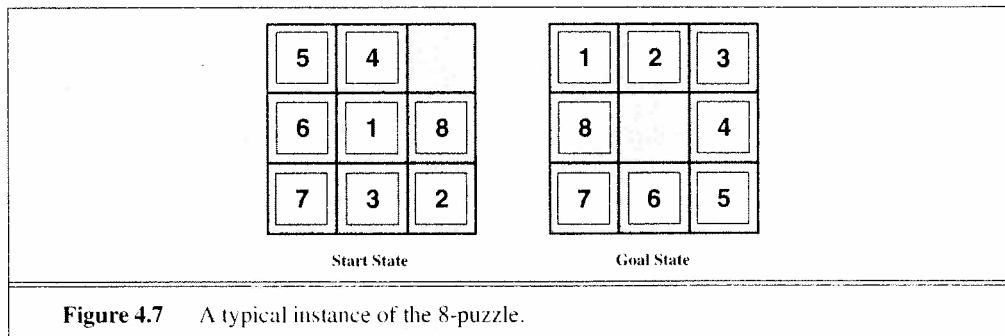 5 4 1 2 3
6 1 8 8 4
7 3 2 7 6 5
Start State Goal State
Figure 4.7 A typical instance of the 8-puzzle.